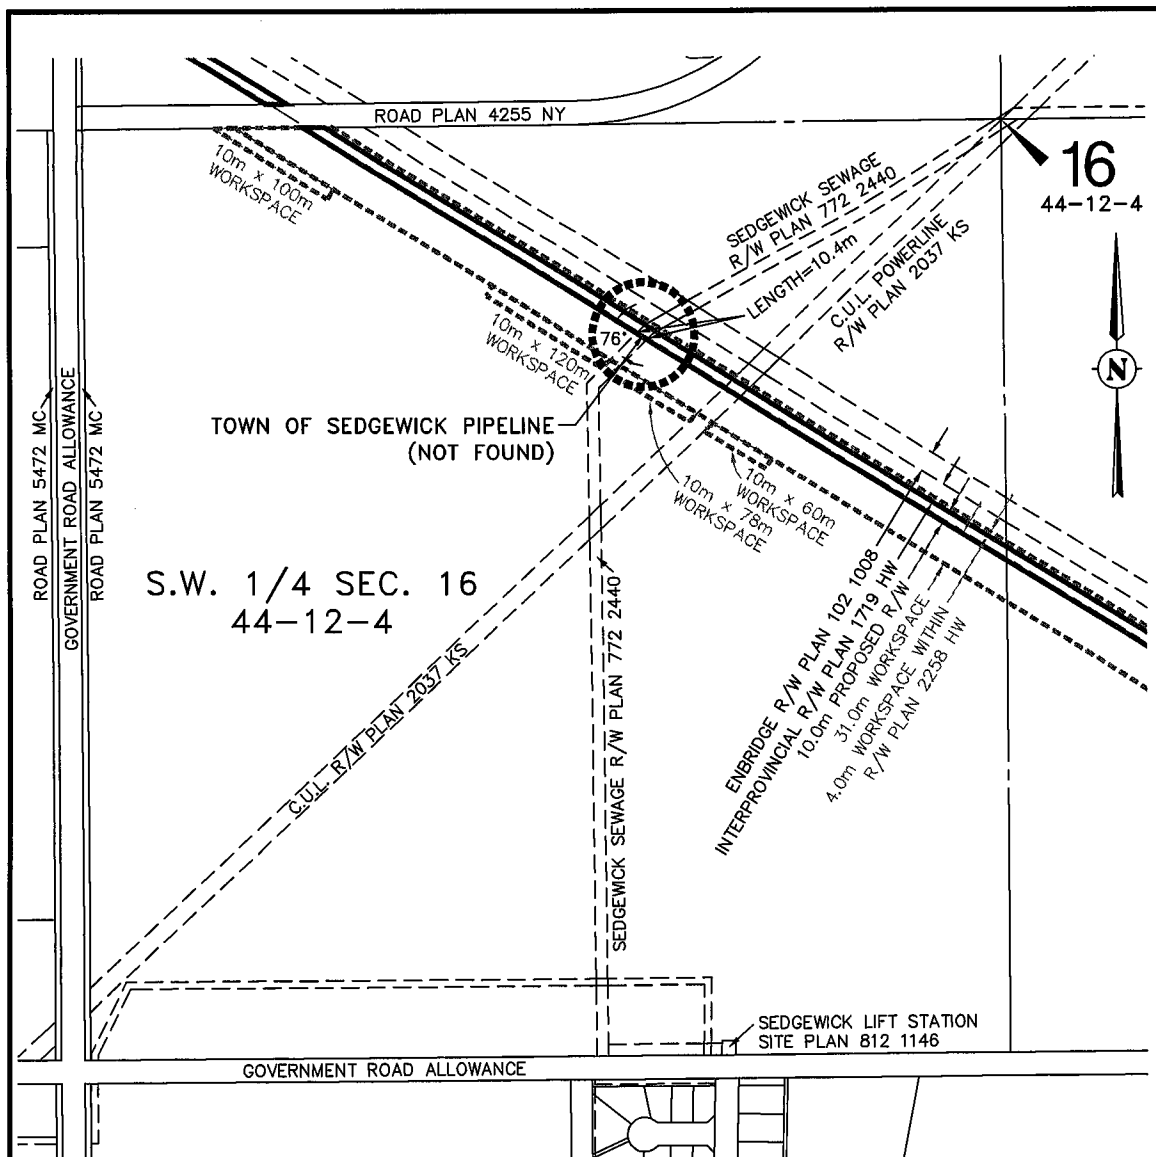 ROAD PLAN 4255 NY
16
44-12-4
10m x 100m
WORKSPACE
SEDGEWICK SEWAGE
R/W PLAN 772 2440
LENGTH=10.4m
C.U.L. POWERLINE
R/W PLAN 2037 KS
76°
10m x 120m
WORKSPACE
N
TOWN OF SEDGEWICK PIPELINE
(NOT FOUND)
ROAD PLAN 5472 MC
GOVERNMENT ROAD ALLOWANCE
ROAD PLAN 5472 MC
10m x 60m
WORKSPACE
10m x 78m
WORKSPACE
S.W. 1/4 SEC. 16
44-12-4
ENBRIDGE R/W PLAN 102 1008
INTERPROVINCIAL R/W PLAN 1719 HW
10.0m PROPOSED R/W
31.0m WORKSPACE
4.0m WORKSPACE WITHIN
R/W PLAN 2258 HW
C.U.L. R/W PLAN 2037 KS
SEDGEWICK SEWAGE R/W PLAN 772 2440
SEDGEWICK LIFT STATION
SITE PLAN 812 1146
GOVERNMENT ROAD ALLOWANCE